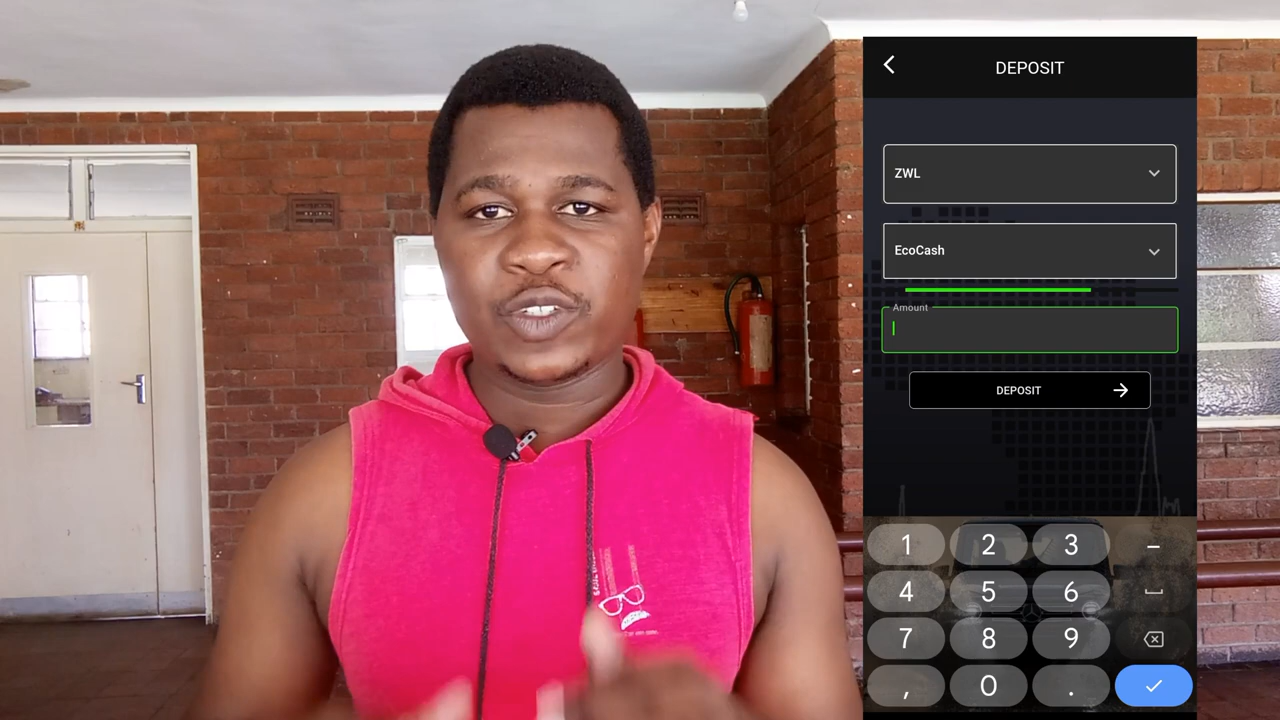 DEPOSIT
ZWL
EcoCash
Amount
DEPOSIT
1 2 3 –
4 5 6
7 8 9
, 0 .